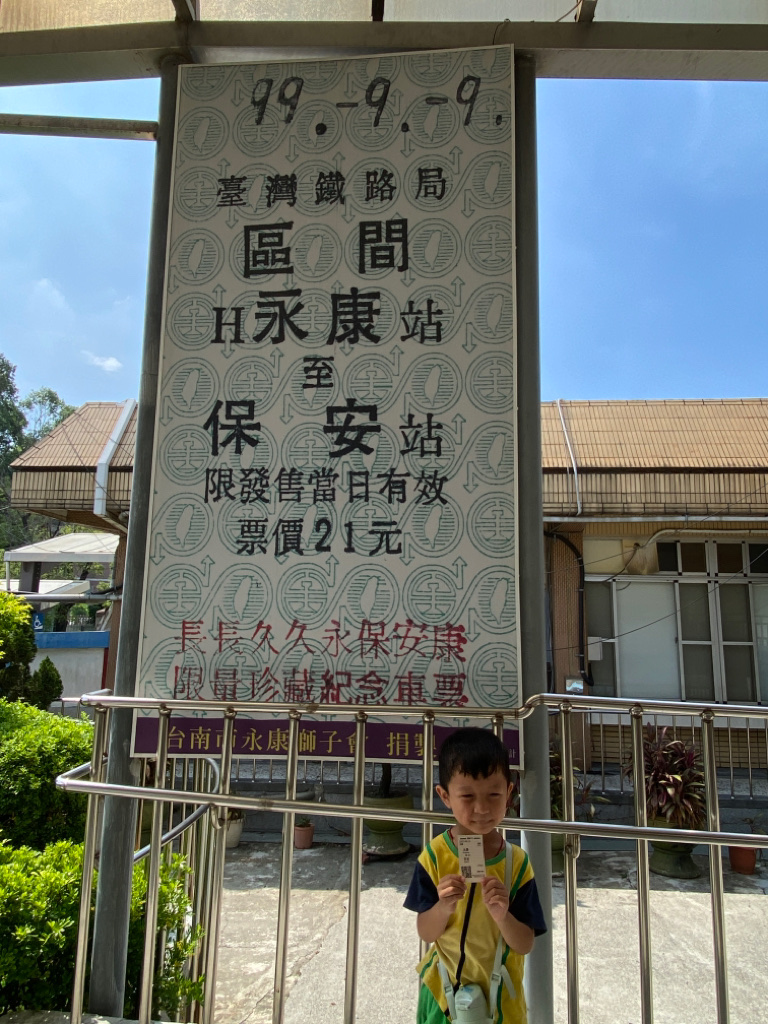 99.-9.-9.
臺灣鐵路局
區間
H永康站
至
保安站
限發售當日有效
票價21元
長長久久永保安康
限量珍藏紀念車票
台南市永康獅子會 捐製